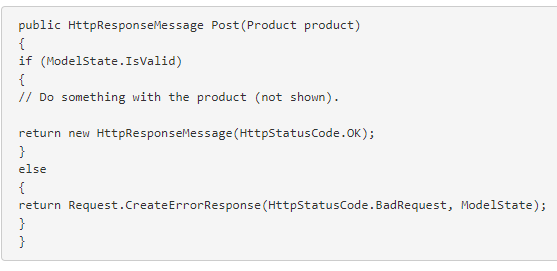 public HttpResponseMessage Post(Product product)
{
if (ModelState.IsValid)
{
// Do something with the product (not shown).
return new HttpResponseMessage(HttpStatusCode.OK);
}
else
{
return Request.CreateErrorResponse(HttpStatusCode.BadRequest, ModelState);
}
}